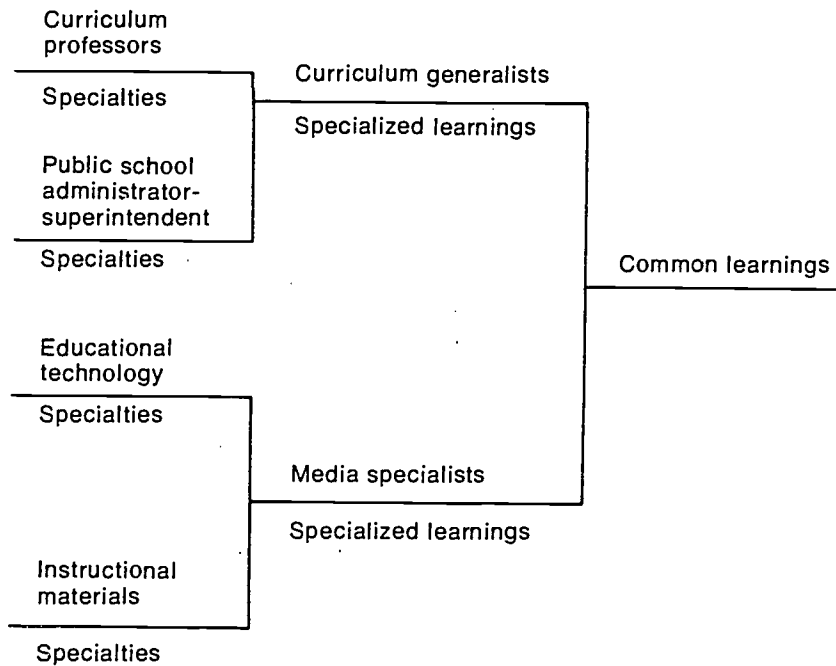 Curriculum
professors
Specialties
Public school
administrator-
superintendent
Specialties
Curriculum generalists
Specialized learnings
Common learnings
Educational
technology
Specialties
Media specialists
Specialized learnings
Instructional
materials
Specialties